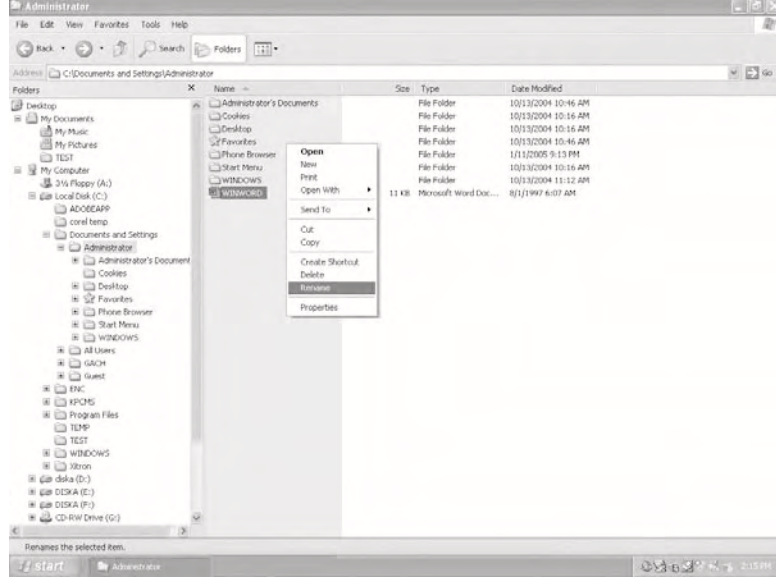 Administrator
File Edit View Favorites Tools Help
Back Search Folders
Address C:\Documents and Settings\Administrator Go
Folders
Name Size Type Date Modified
Desktop
My Documents
My Music
My Pictures
TEST
My Computer
3½ Floppy (A:)
Local Disk (C:)
ADOBEAPP
corel temp
Documents and Settings
Administrator
Administrator's Document
Cookies
Desktop
Favorites
Phone Browser
Start Menu
WINDOWS
All Users
GACH
Guest
ENC
KPCMS
Program Files
TEMP
TEST
WINDOWS
Xitron
diska (D:)
DISKA (E:)
DISKA (F:)
CD-RW Drive (G:)
Administrator's Documents File Folder 10/13/2004 10:46 AM
Cookies File Folder 10/13/2004 10:16 AM
Desktop File Folder 10/13/2004 10:16 AM
Favorites File Folder 10/13/2004 10:46 AM
Phone Browser File Folder 1/11/2005 9:13 PM
Start Menu File Folder 10/13/2004 10:16 AM
WINDOWS File Folder 10/13/2004 11:12 AM
WINWORD 11 KB Microsoft Word Doc... 8/1/1997 6:07 AM
Open
New
Print
Open With
Send To
Cut
Copy
Create Shortcut
Delete
Rename
Properties
Renames the selected item.
start Administrator 2:15 PM